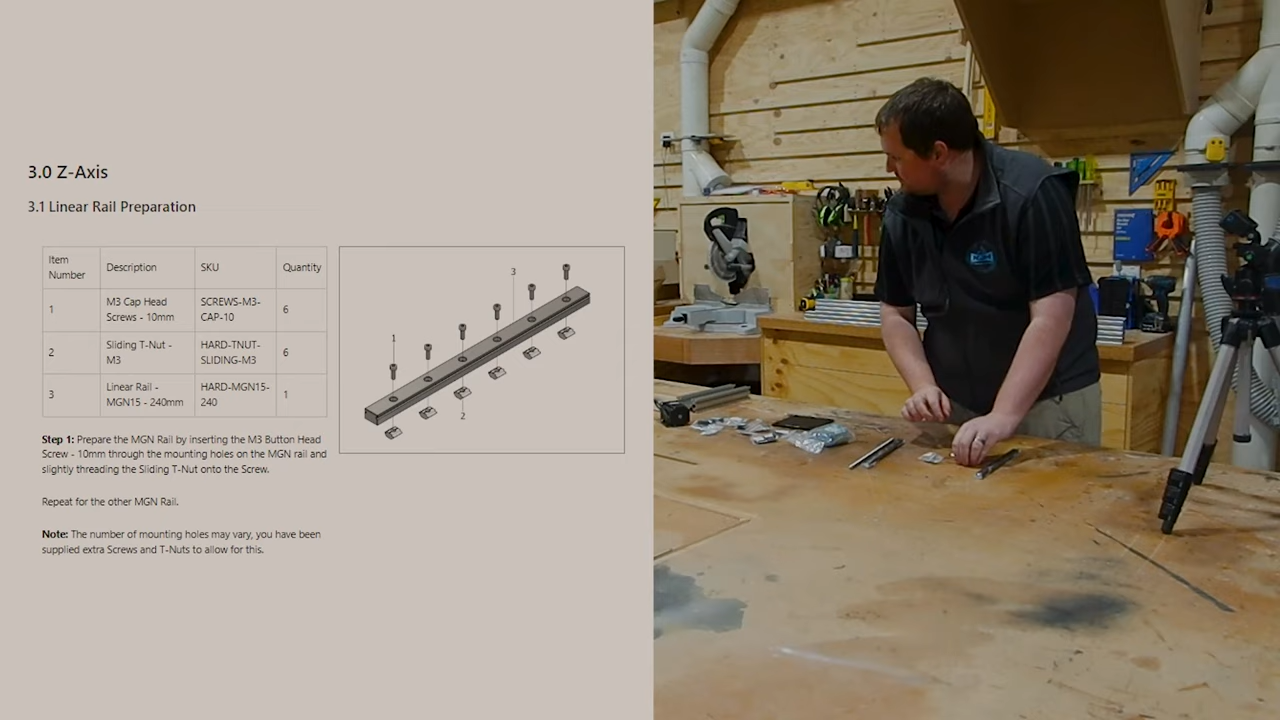 3.0 Z-Axis
3.1 Linear Rail Preparation
Item Number Description SKU Quantity
1 M3 Cap Head Screws - 10mm SCREWS-M3-CAP-10 6
2 Sliding T-Nut - M3 HARD-TNUT-SLIDING-M3 6
3 Linear Rail - MGN15 - 240mm HARD-MGN15-240 1
1
2
3
Step 1: Prepare the MGN Rail by inserting the M3 Button Head
Screw - 10mm through the mounting holes on the MGN rail and
slightly threading the Sliding T-Nut onto the Screw.
Repeat for the other MGN Rail.
Note: The number of mounting holes may vary, you have been
supplied extra Screws and T-Nuts to allow for this.